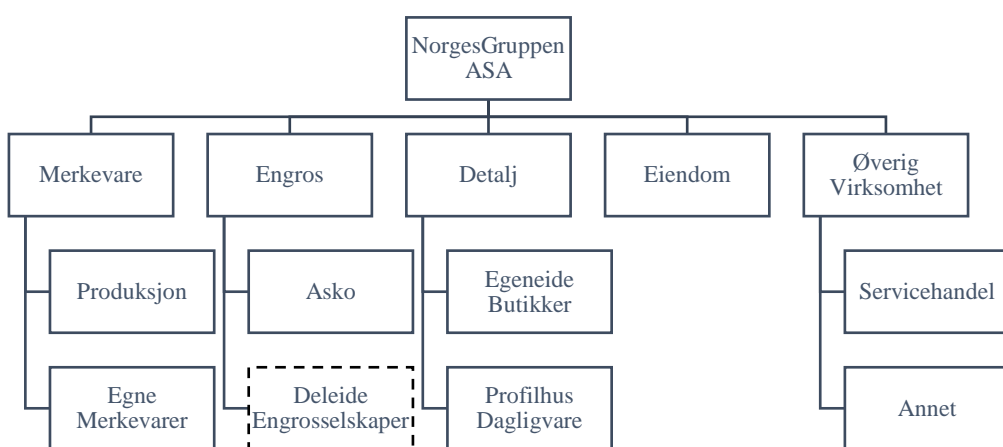 NorgesGruppen
ASA
Merkevare
Engros
Detalj
Eiendom
Øverig
Virksomhet
Produksjon
Asko
Egeneide
Butikker
Servicehandel
Egne
Merkevarer
Deleide
Engrosselskaper
Profilhus
Dagligvare
Annet